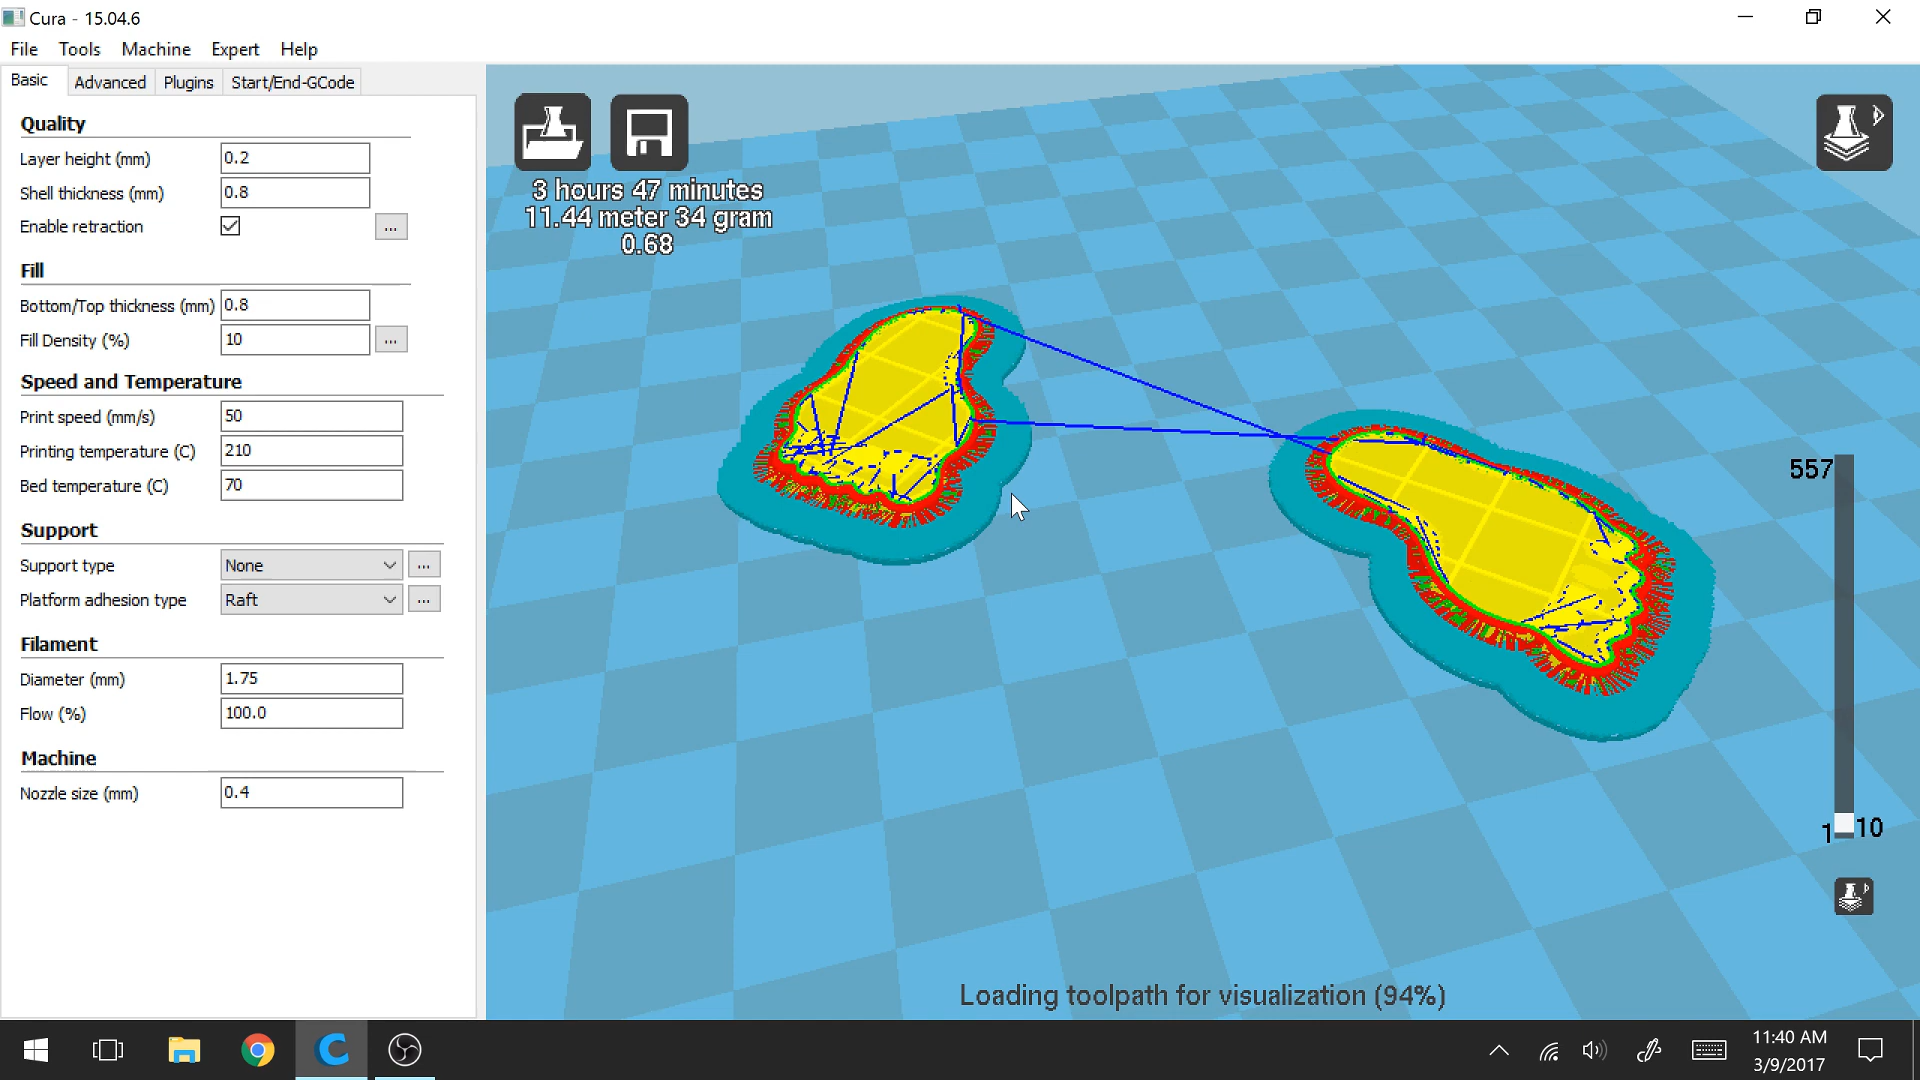 Cura - 15.04.6
File Tools Machine Expert Help
Basic Advanced Plugins Start/End-GCode
Quality
Layer height (mm) 0.2
Shell thickness (mm) 0.8
Enable retraction ...
Fill
Bottom/Top thickness (mm) 0.8
Fill Density (%) 10 ...
Speed and Temperature
Print speed (mm/s) 50
Printing temperature (C) 210
Bed temperature (C) 70
Support
Support type None ...
Platform adhesion type Raft ...
Filament
Diameter (mm) 1.75
Flow (%) 100.0
Machine
Nozzle size (mm) 0.4
3 hours 47 minutes
11.44 meter 34 gram
0.68
557
1 10
Loading toolpath for visualization (94%)
11:40 AM
3/9/2017